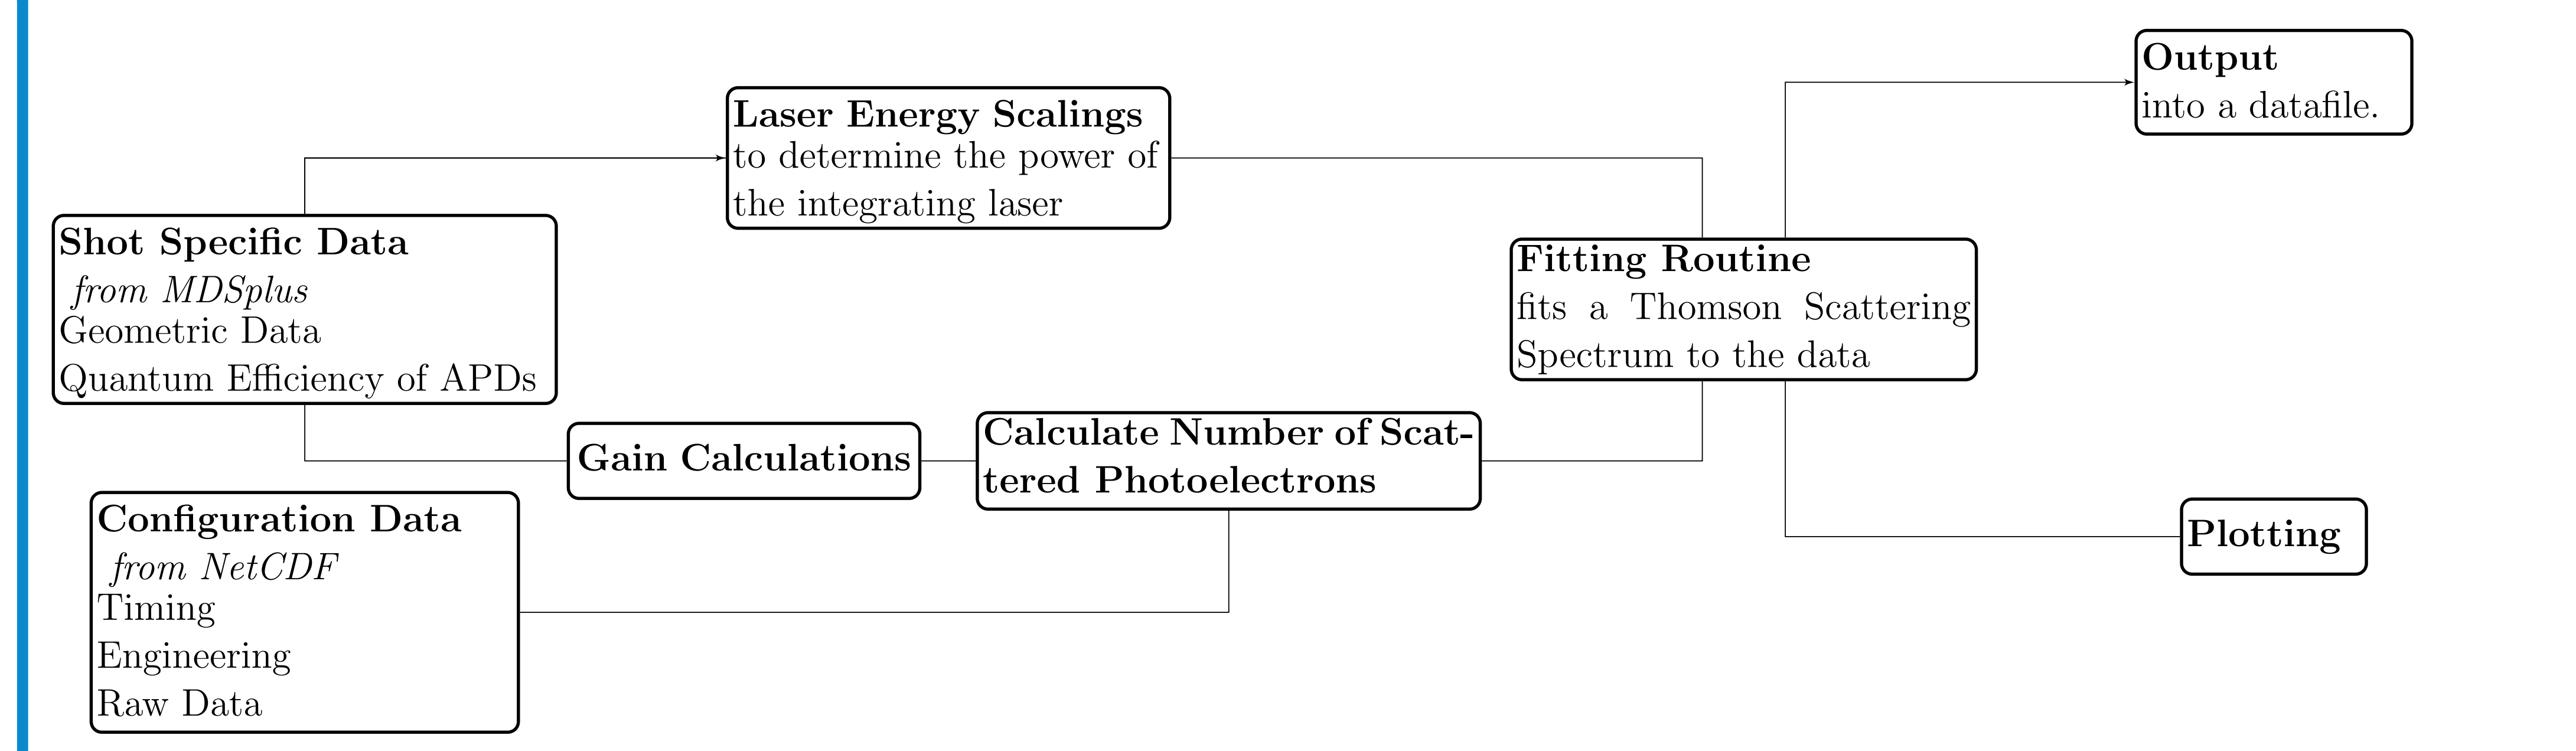 Output
into a datafile.
Laser Energy Scalings
to determine the power of
the integrating laser
Shot Specific Data
from MDSplus
Geometric Data
Quantum Efficiency of APDs
Fitting Routine
fits a Thomson Scattering
Spectrum to the data
Gain Calculations
Calculate Number of Scat-
tered Photoelectrons
Configuration Data
from NetCDF
Timing
Engineering
Raw Data
Plotting